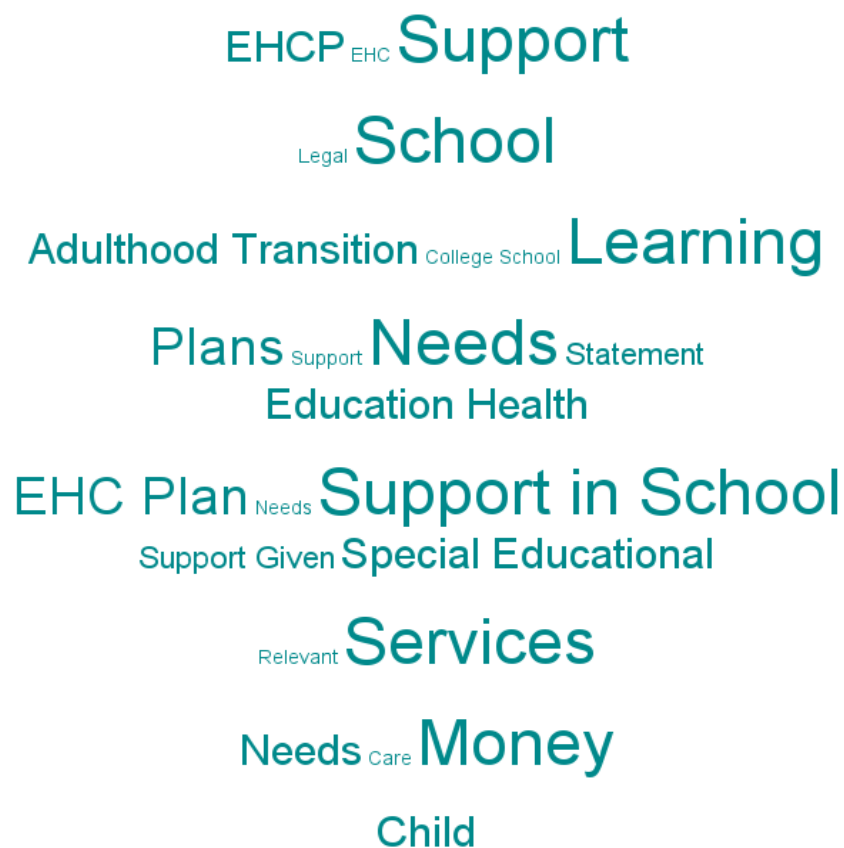 EHCP EHC Support
Legal School
Adulthood Transition College School Learning
Plans Support Needs Statement
Education Health
EHC Plan Needs Support in School
Support Given Special Educational
Relevant Services
Needs Care Money
Child